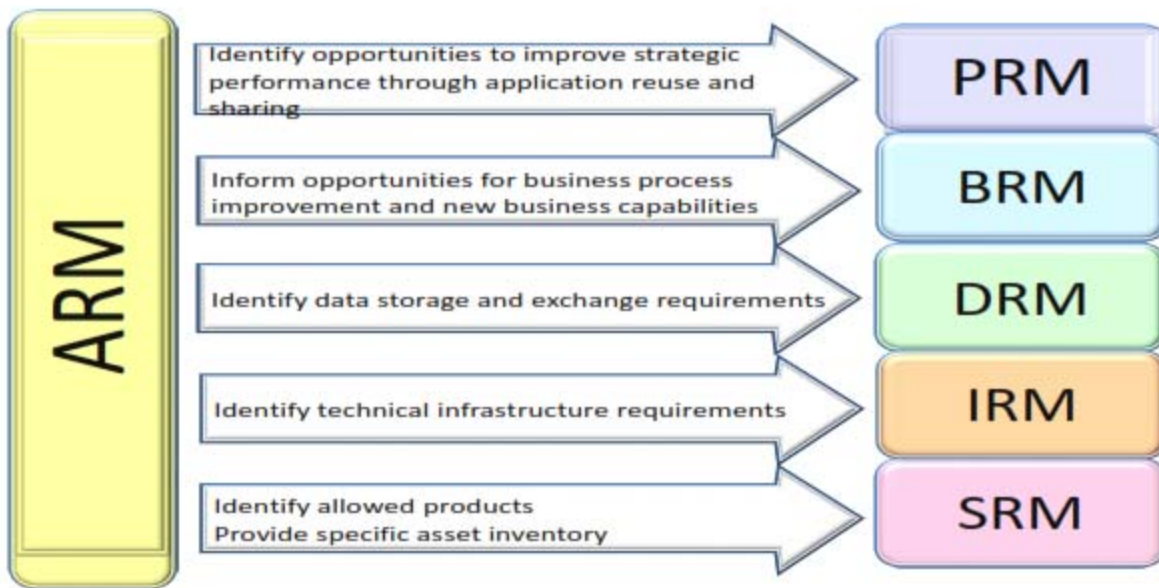 ARM
Identify opportunities to improve strategic
performance through application reuse and
sharing
PRM
Inform opportunities for business process
improvement and new business capabilities
BRM
Identify data storage and exchange requirements
DRM
Identify technical infrastructure requirements
IRM
Identify allowed products
Provide specific asset inventory
SRM